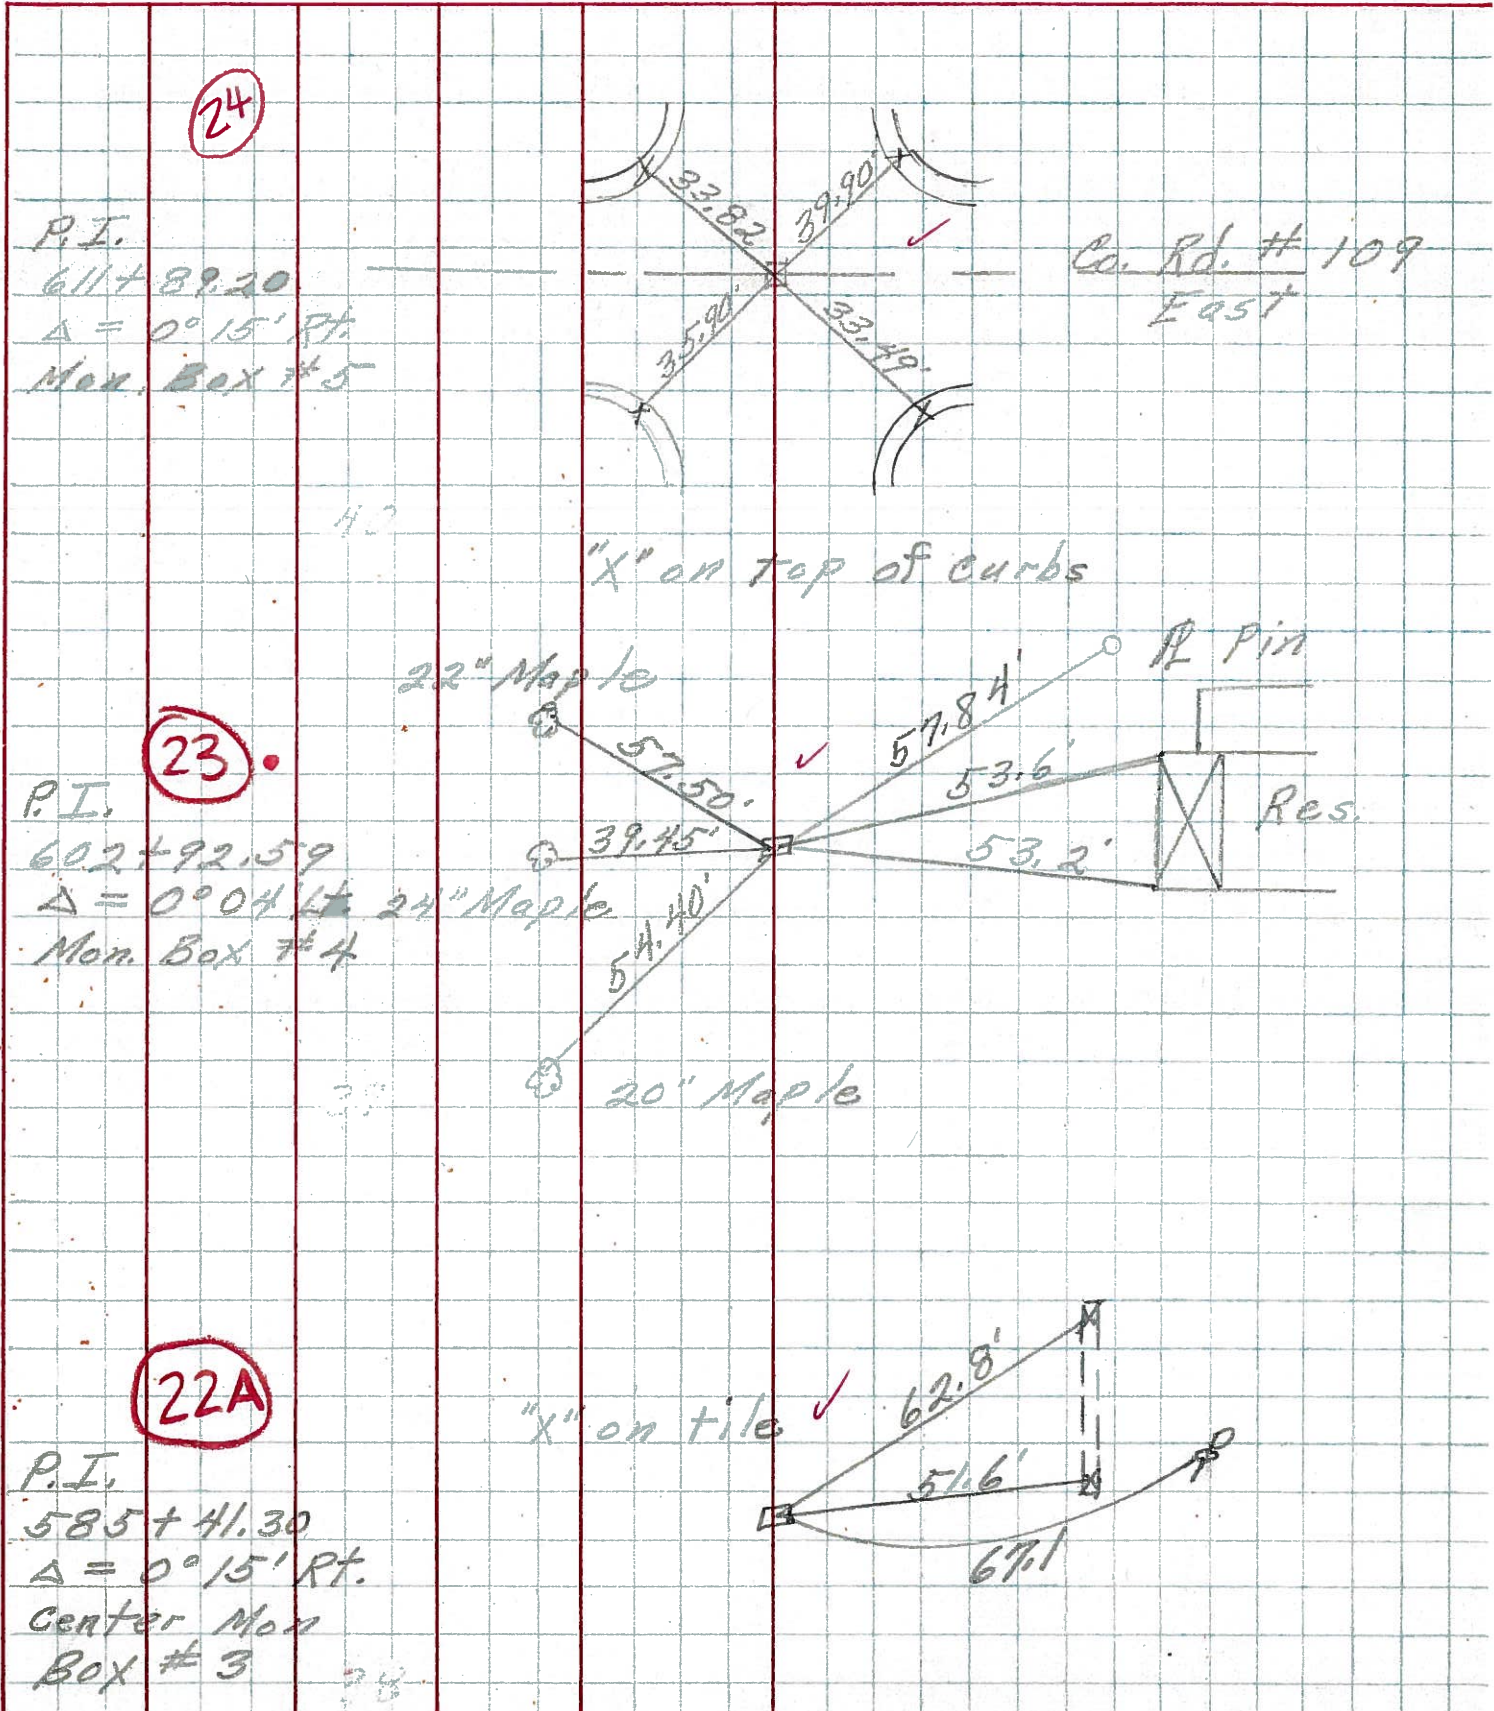 24
33.82
39.90'
P.I.
611+89.20
Δ = 0°15' Rt.
Mon. Box #5
Co. Rd. # 109
East
35.90'
33.49'
40
"X" on top of curbs
22" Maple
PL Pin
23
57.50'
57.84'
53.6'
Res.
P.I.
602+92.59
Δ = 0°04' Lt.
Mon. Box #4
39.45'
53.2'
24" Maple
54.40'
20" Maple
22A
62.8'
"X" on tile
51.6'
67.1
P.I.
585+41.30
Δ = 0°15' Rt.
Center Mon
Box # 3